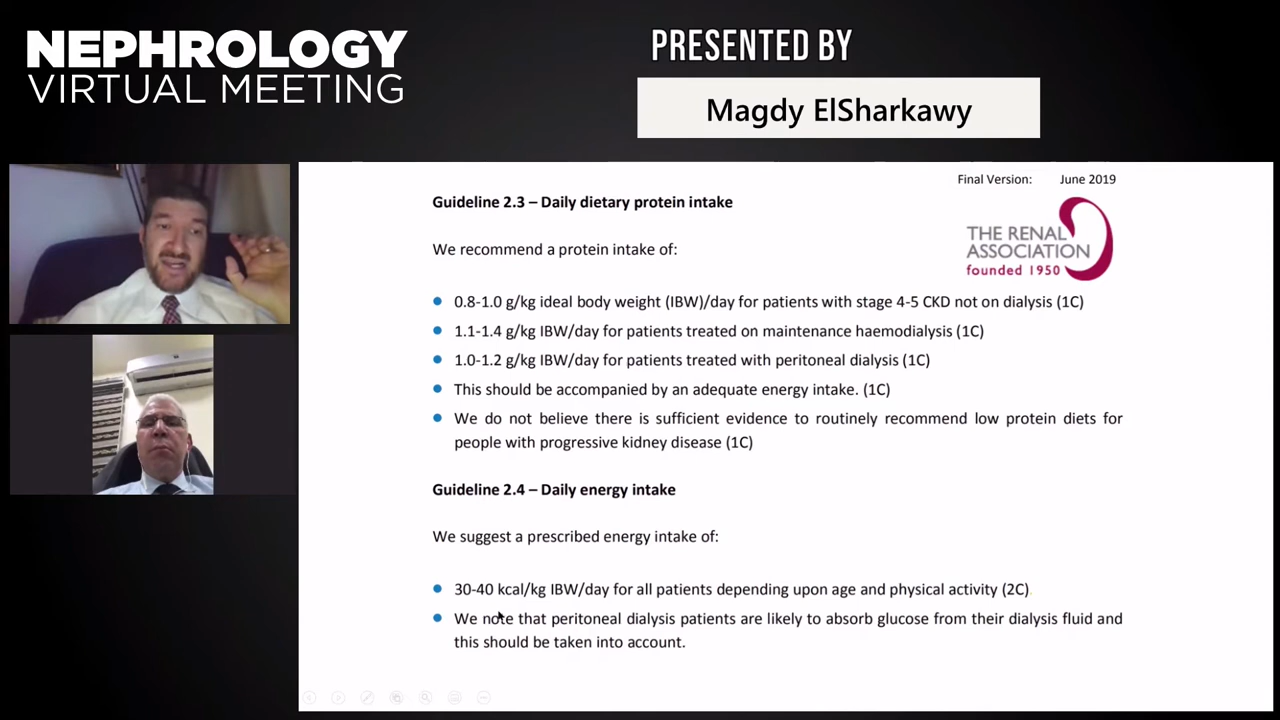 NEPHROLOGY
VIRTUAL MEETING
PRESENTED BY
Magdy ElSharkawy
Final Version: June 2019
THE RENAL
ASSOCIATION
founded 1950
Guideline 2.3 – Daily dietary protein intake
We recommend a protein intake of:
0.8-1.0 g/kg ideal body weight (IBW)/day for patients with stage 4-5 CKD not on dialysis (1C)
1.1-1.4 g/kg IBW/day for patients treated on maintenance haemodialysis (1C)
1.0-1.2 g/kg IBW/day for patients treated with peritoneal dialysis (1C)
This should be accompanied by an adequate energy intake. (1C)
We do not believe there is sufficient evidence to routinely recommend low protein diets for
people with progressive kidney disease (1C)
Guideline 2.4 – Daily energy intake
We suggest a prescribed energy intake of:
30-40 kcal/kg IBW/day for all patients depending upon age and physical activity (2C).
We note that peritoneal dialysis patients are likely to absorb glucose from their dialysis fluid and
this should be taken into account.